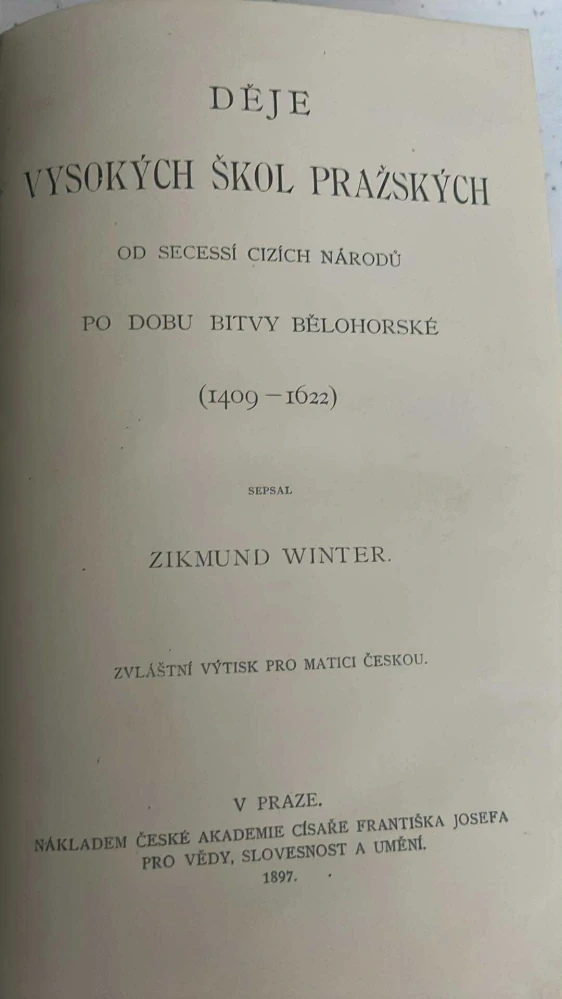 DĚJE
VYSOKÝCH ŠKOL PRAŽSKÝCH
OD SECESSÍ CIZÍCH NÁRODŮ
PO DOBU BITVY BĚLOHORSKÉ
(1409 — 1622)
SEPSAL
ZIKMUND WINTER.
ZVLÁŠTNÍ VÝTISK PRO MATICI ČESKOU.
V PRAZE.
NÁKLADEM ČESKÉ AKADEMIE CÍSAŘE FRANTIŠKA JOSEFA
PRO VĚDY, SLOVESNOST A UMĚNÍ.
1897.